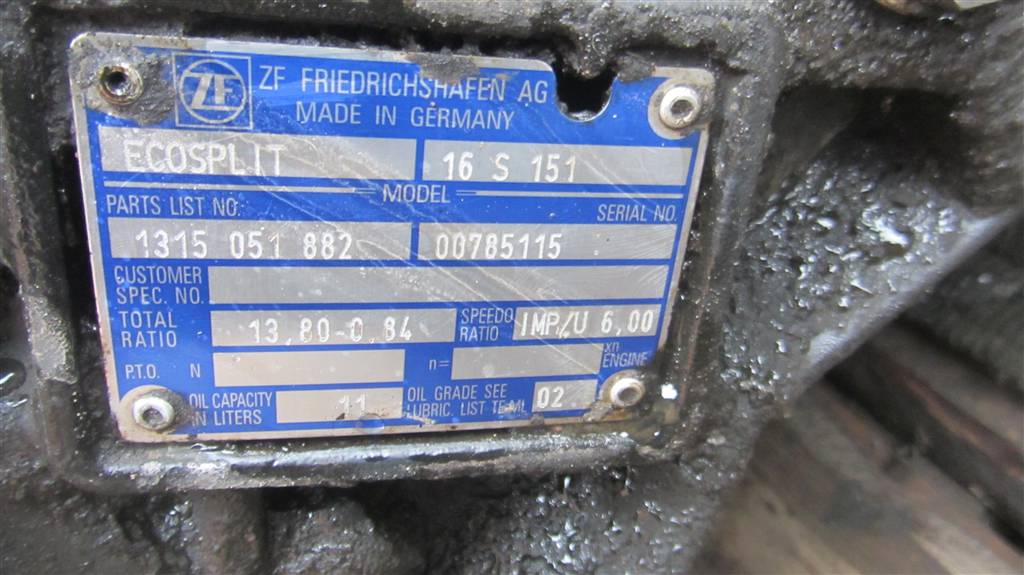 ZF ZF FRIEDRICHSHAFEN AG
MADE IN GERMANY
ECOSPLIT 16 S 151
MODEL
PARTS LIST NO. SERIAL NO.
1315 051 882 00785115
CUSTOMER
SPEC. NO.
TOTAL
RATIO 13,80-0,84 SPEEDO
RATIO IMP/U 6,00
P.T.O. N n= xn
ENGINE
OIL CAPACITY
IN LITERS 11 OIL GRADE SEE
LUBRIC. LIST TE-ML 02